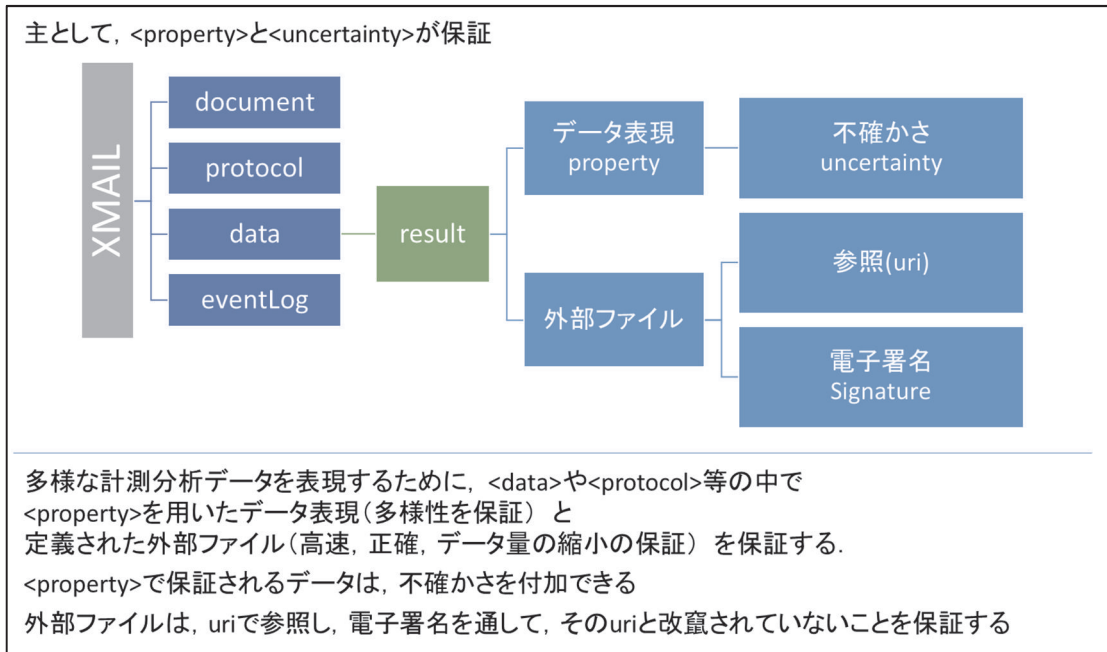 主として，<property>と<uncertainty>が保証
XMAIL
document
protocol
data
eventLog
result
データ表現
property
不確かさ
uncertainty
外部ファイル
参照(uri)
電子署名
Signature
多様な計測分析データを表現するために，<data>や<protocol>等の中で
<property>を用いたデータ表現（多様性を保証） と
定義された外部ファイル（高速，正確，データ量の縮小の保証） を保証する．
<property>で保証されるデータは，不確かさを付加できる
外部ファイルは，uriで参照し，電子署名を通して，そのuriと改竄されていないことを保証する